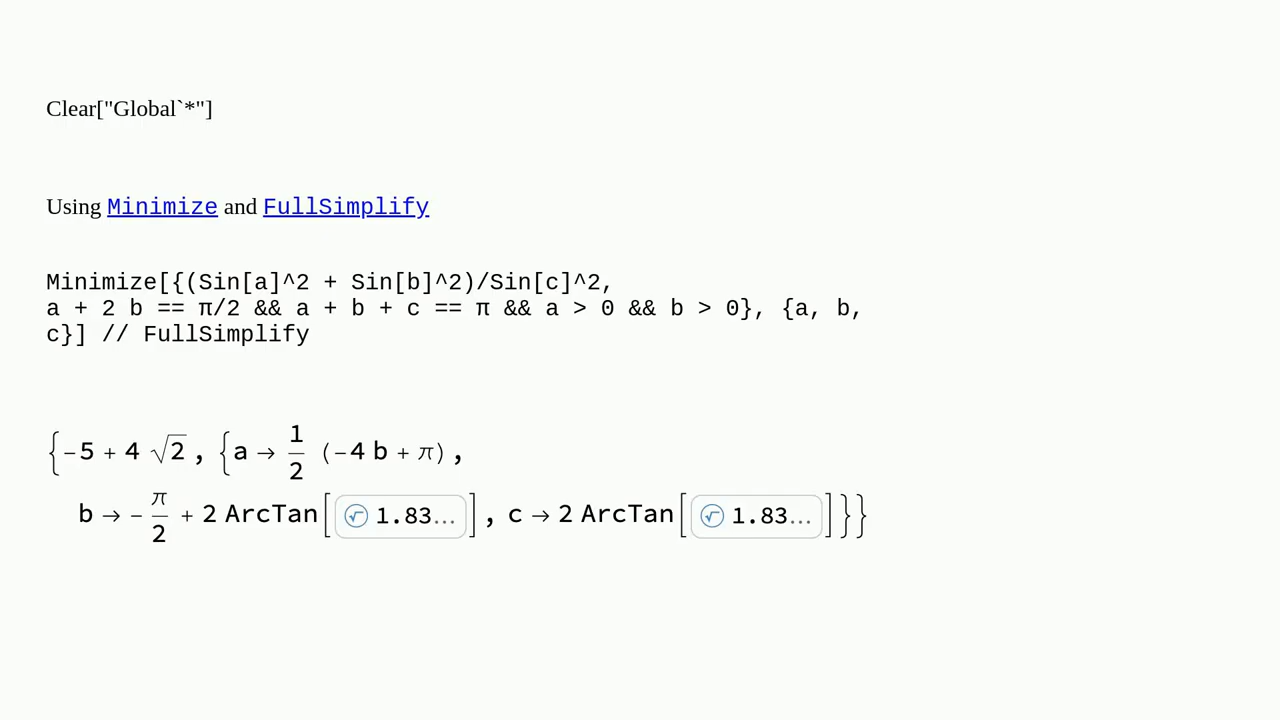 Clear["Global`*"]
Using Minimize and FullSimplify
Minimize[{(Sin[a]^2 + Sin[b]^2)/Sin[c]^2,
a + 2 b == π/2 && a + b + c == π && a > 0 && b > 0}, {a, b,
c}] // FullSimplify
{-5 + 4 √2 , {a → 1/2 (-4 b + π) ,
b → - π/2 + 2 ArcTan[1.83...] , c → 2 ArcTan[1.83...]}}